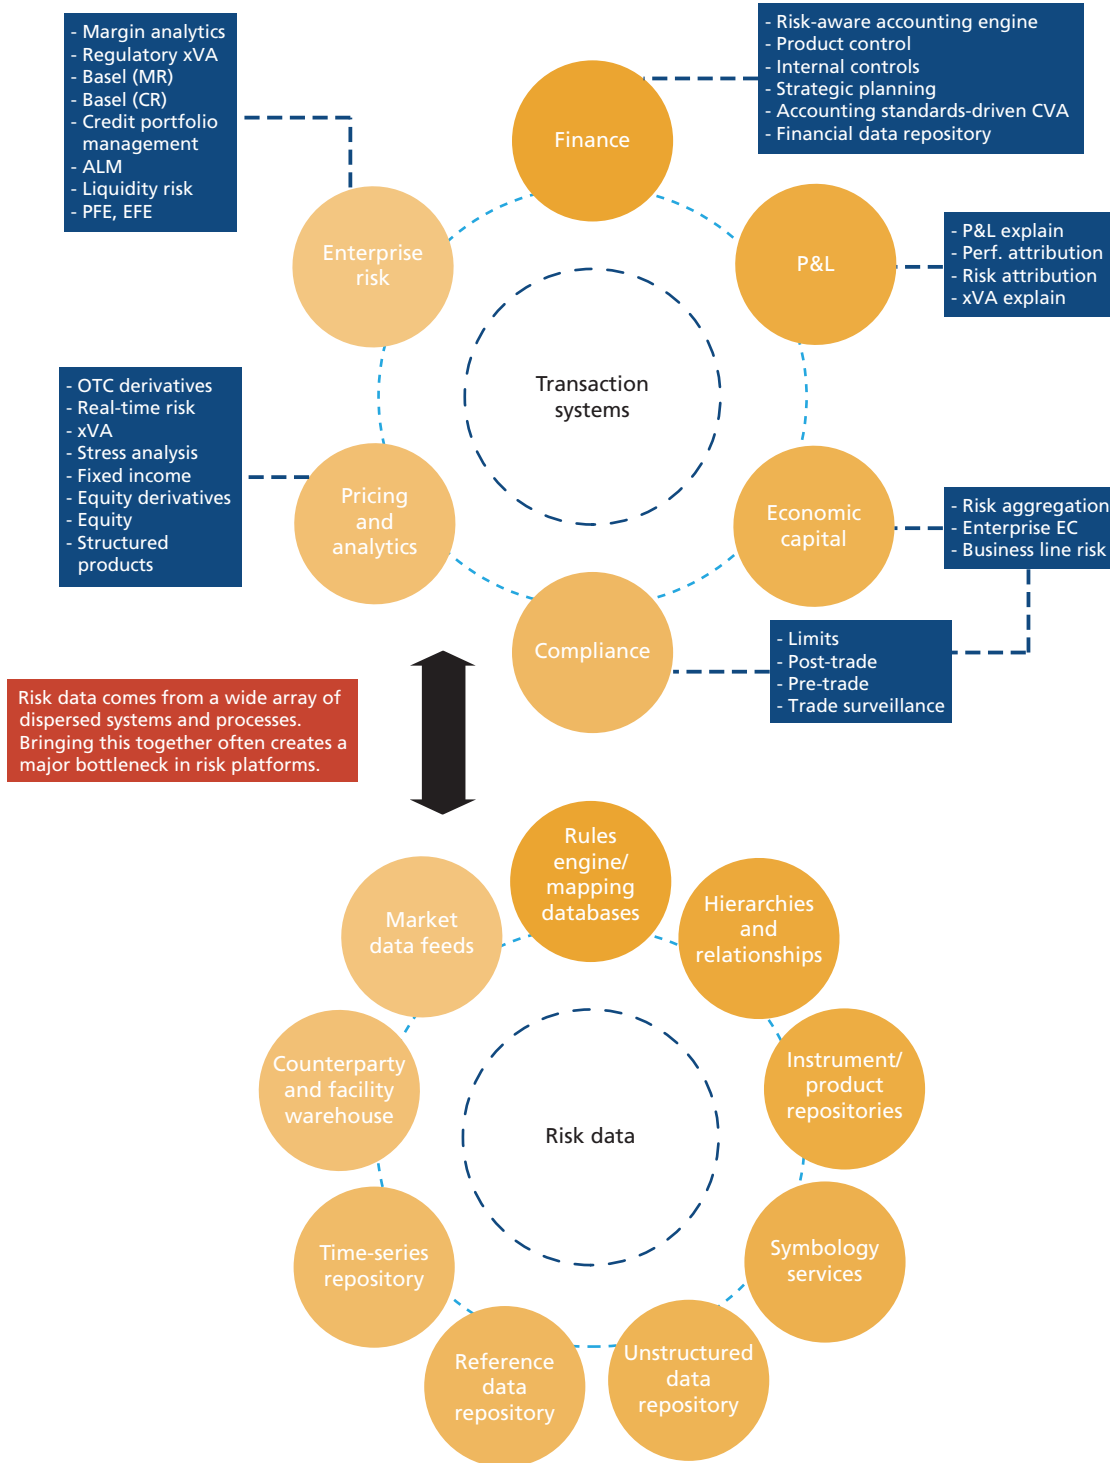 - Margin analytics
- Regulatory xVA
- Basel (MR)
- Basel (CR)
- Credit portfolio
management
- ALM
- Liquidity risk
- PFE, EFE
- Risk-aware accounting engine
- Product control
- Internal controls
- Strategic planning
- Accounting standards-driven CVA
- Financial data repository
Finance
Enterprise
risk
P&L
- P&L explain
- Perf. attribution
- Risk attribution
- xVA explain
Transaction
systems
- OTC derivatives
- Real-time risk
- xVA
- Stress analysis
- Fixed income
- Equity derivatives
- Equity
- Structured
products
Pricing
and
analytics
Economic
capital
- Risk aggregation
- Enterprise EC
- Business line risk
Compliance
- Limits
- Post-trade
- Pre-trade
- Trade surveillance
Risk data comes from a wide array of
dispersed systems and processes.
Bringing this together often creates a
major bottleneck in risk platforms.
Rules
engine/
mapping
databases
Market
data feeds
Hierarchies
and
relationships
Counterparty
and facility
warehouse
Instrument/
product
repositories
Risk data
Time-series
repository
Symbology
services
Reference
data
repository
Unstructured
data
repository